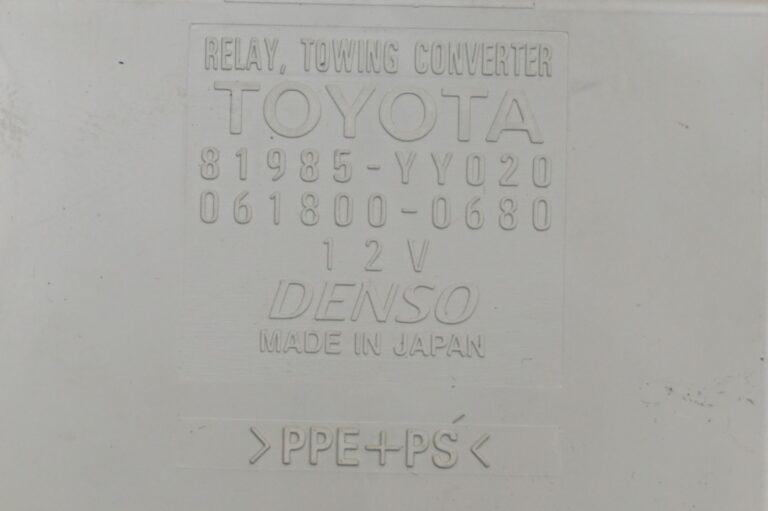 RELAY, TOWING CONVERTER
TOYOTA
81985-YY020
061800-0680
12V
DENSO
MADE IN JAPAN
>PPE+PS<